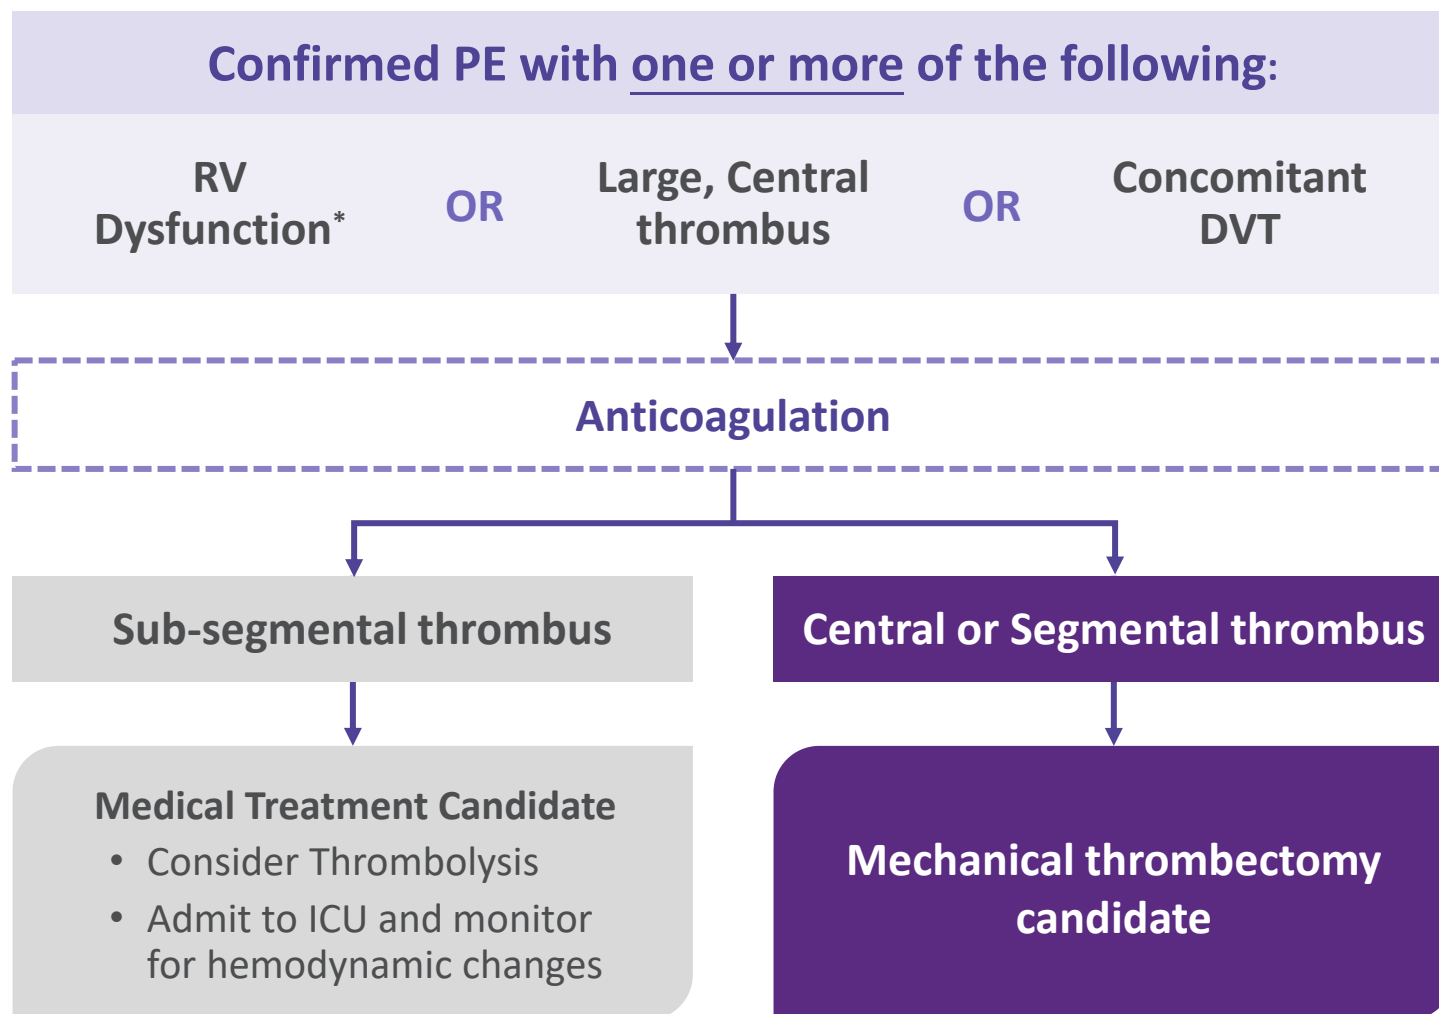 Confirmed PE with one or more of the following:
RV
Dysfunction*
OR
Large, Central
thrombus
OR
Concomitant
DVT
Anticoagulation
Sub-segmental thrombus
Central or Segmental thrombus
Medical Treatment Candidate
• Consider Thrombolysis
• Admit to ICU and monitor
for hemodynamic changes
Mechanical thrombectomy
candidate